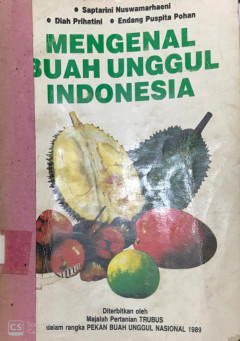 • Saptarini Nuswamarhaeni
• Diah Prihatini • Endang Puspita Pohan
MENGENAL
BUAH UNGGUL
INDONESIA
Diterbitkan oleh
Majalah Pertanian TRUBUS
dalam rangka PEKAN BUAH UNGGUL NASIONAL 1989
CS